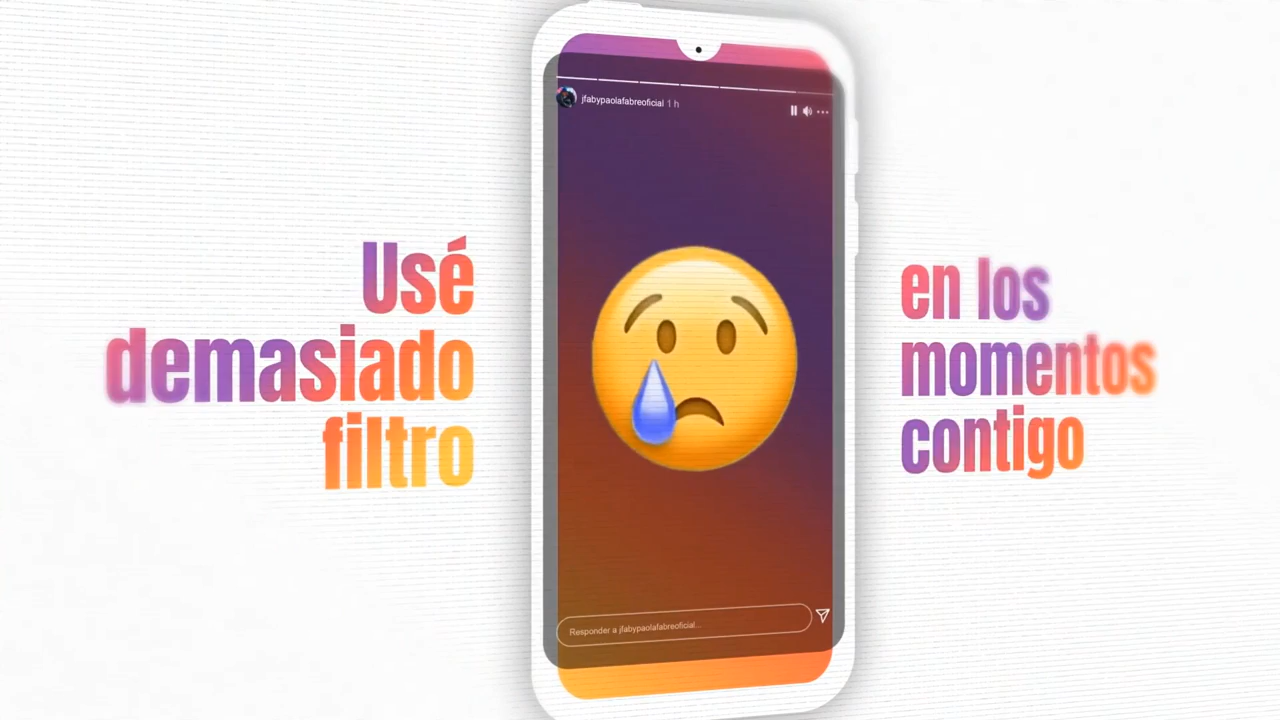 Usé
demasiado
filtro
jfabypaolafabreoficial 1 h
Responder a jfabypaolafabreoficial...
en los
momentos
contigo